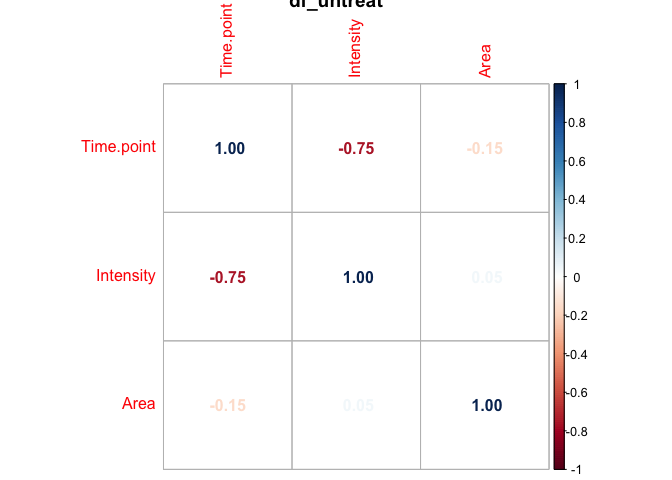 df_untreat
Time.point
Intensity
Area
Time.point 1.00 -0.75 -0.15
Intensity -0.75 1.00 0.05
Area -0.15 0.05 1.00
1
0.8
0.6
0.4
0.2
0
-0.2
-0.4
-0.6
-0.8
-1